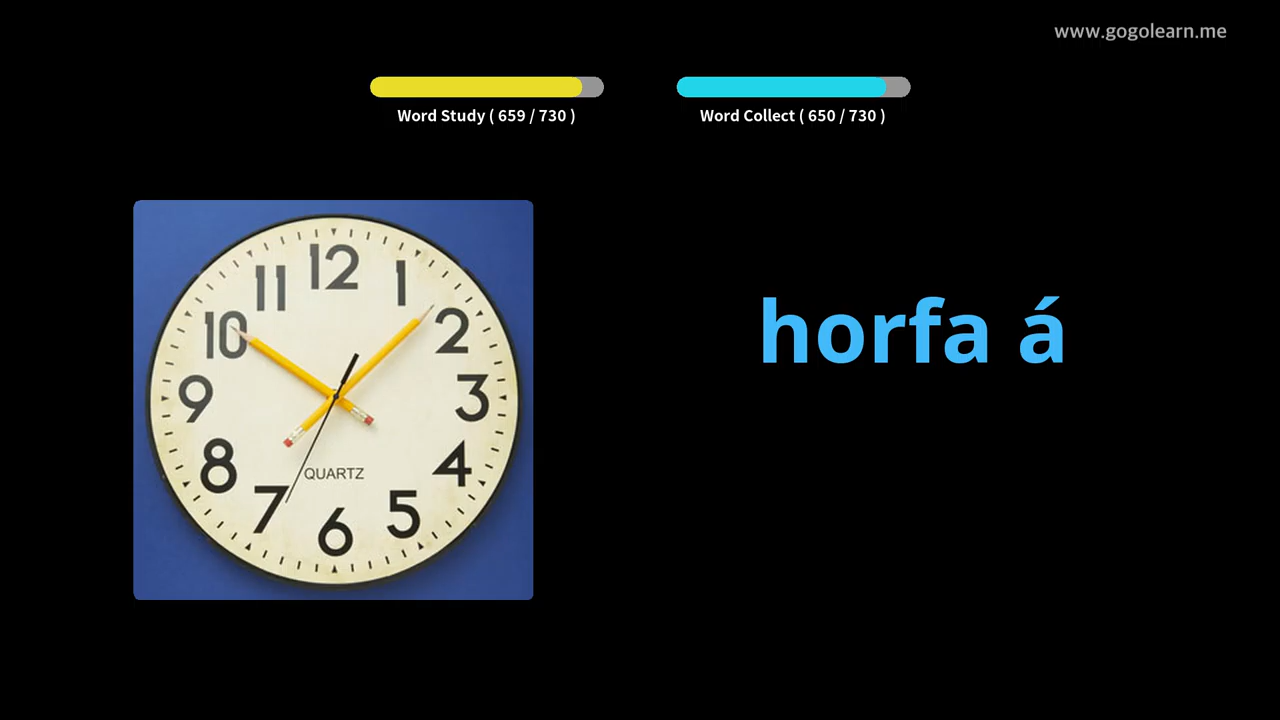 www.gogolearn.me
Word Study ( 659 / 730 )
Word Collect ( 650 / 730 )
12
11
1
10
2
9
3
8
4
QUARTZ
7
5
6
horfa á